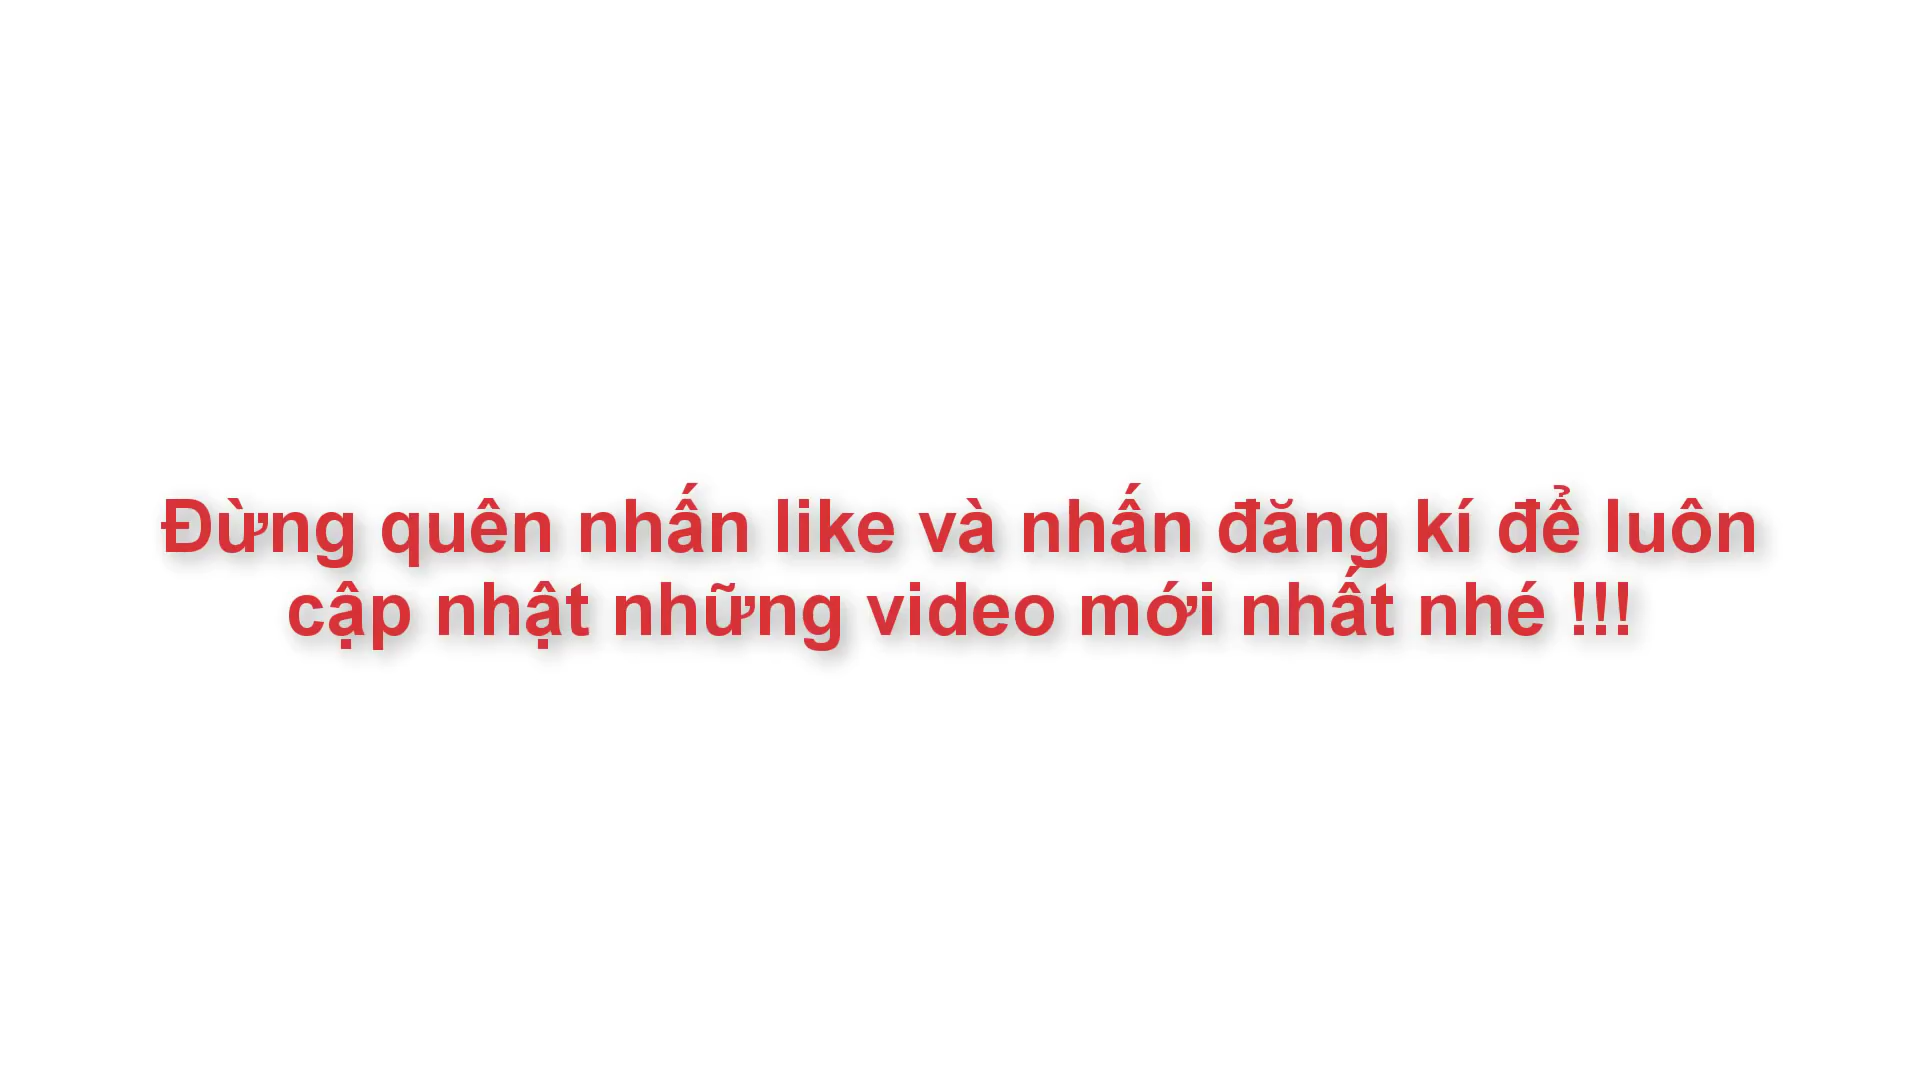 Đừng quên nhấn like và nhấn đăng kí để luôn
cập nhật những video mới nhất nhé !!!